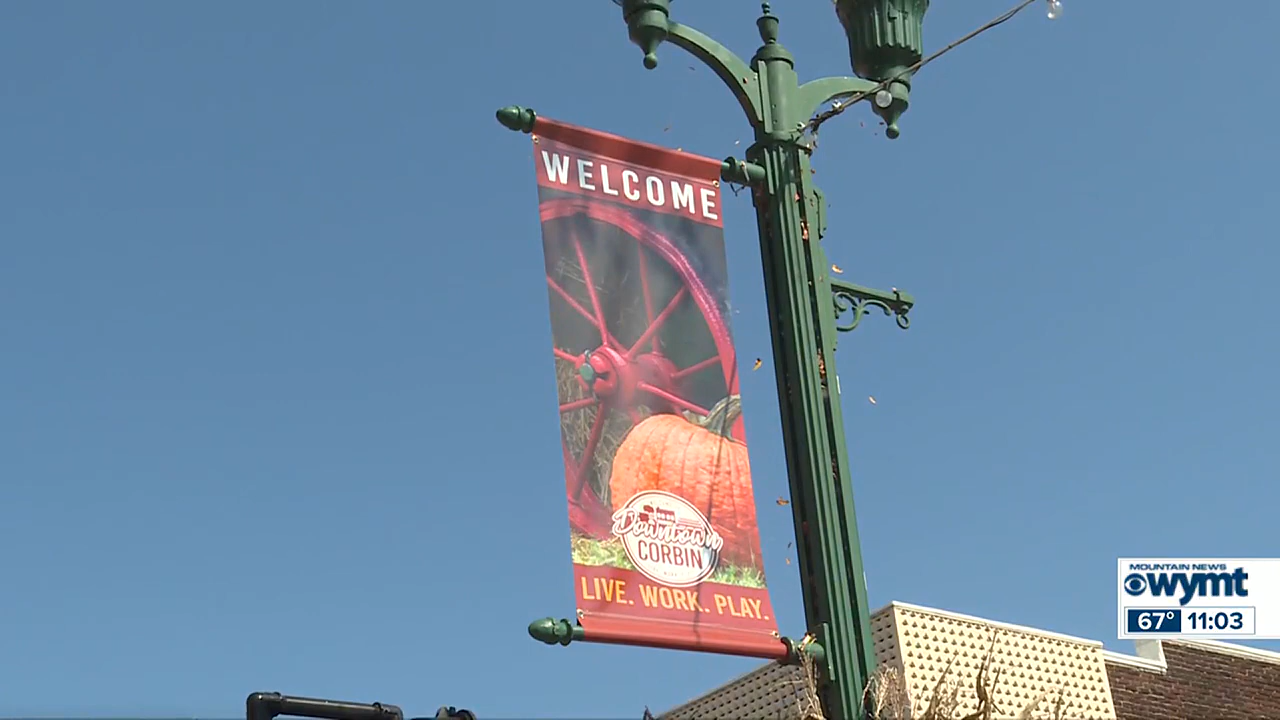 WELCOME
Downtown
CORBIN
LIVE. WORK. PLAY.
MOUNTAIN NEWS
wymt
67° 11:03